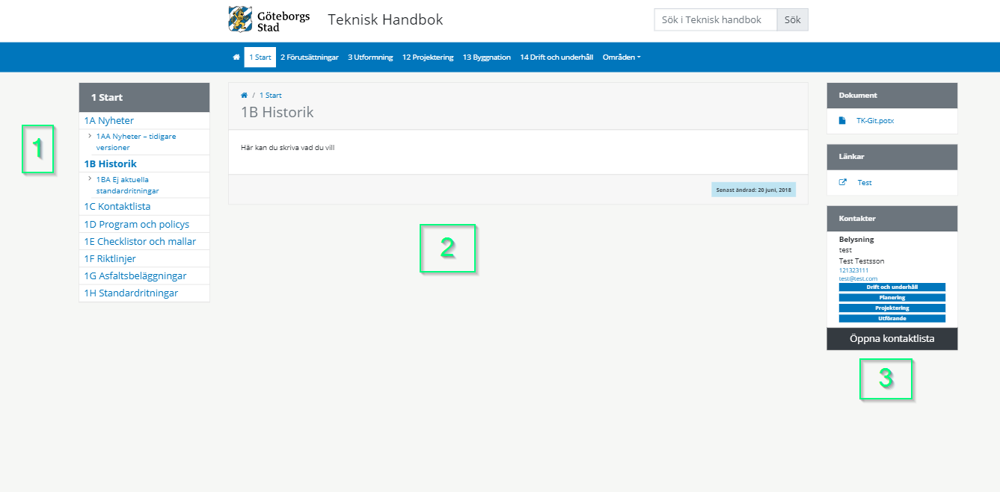 Göteborgs
Stad
Teknisk Handbok
Sök i Teknisk handbok
Sök
1 Start
2 Förutsättningar
3 Utformning
12 Projektering
13 Byggnation
14 Drift och underhåll
Områden
1
1 Start
1A Nyheter
1AA Nyheter – tidigare
versioner
1B Historik
1BA Ej aktuella
standardritningar
1C Kontaktlista
1D Program och policys
1E Checklistor och mallar
1F Riktlinjer
1G Asfaltsbeläggningar
1H Standardritningar
/ 1 Start
1B Historik
Här kan du skriva vad du vill
Senast ändrad: 20 juni, 2018
2
Dokument
TK-Git.potx
Länkar
Test
Kontakter
Belysning
test
Test Testsson
121323111
test@test.com
Drift och underhåll
Planering
Projektering
Utförande
Öppna kontaktlista
3